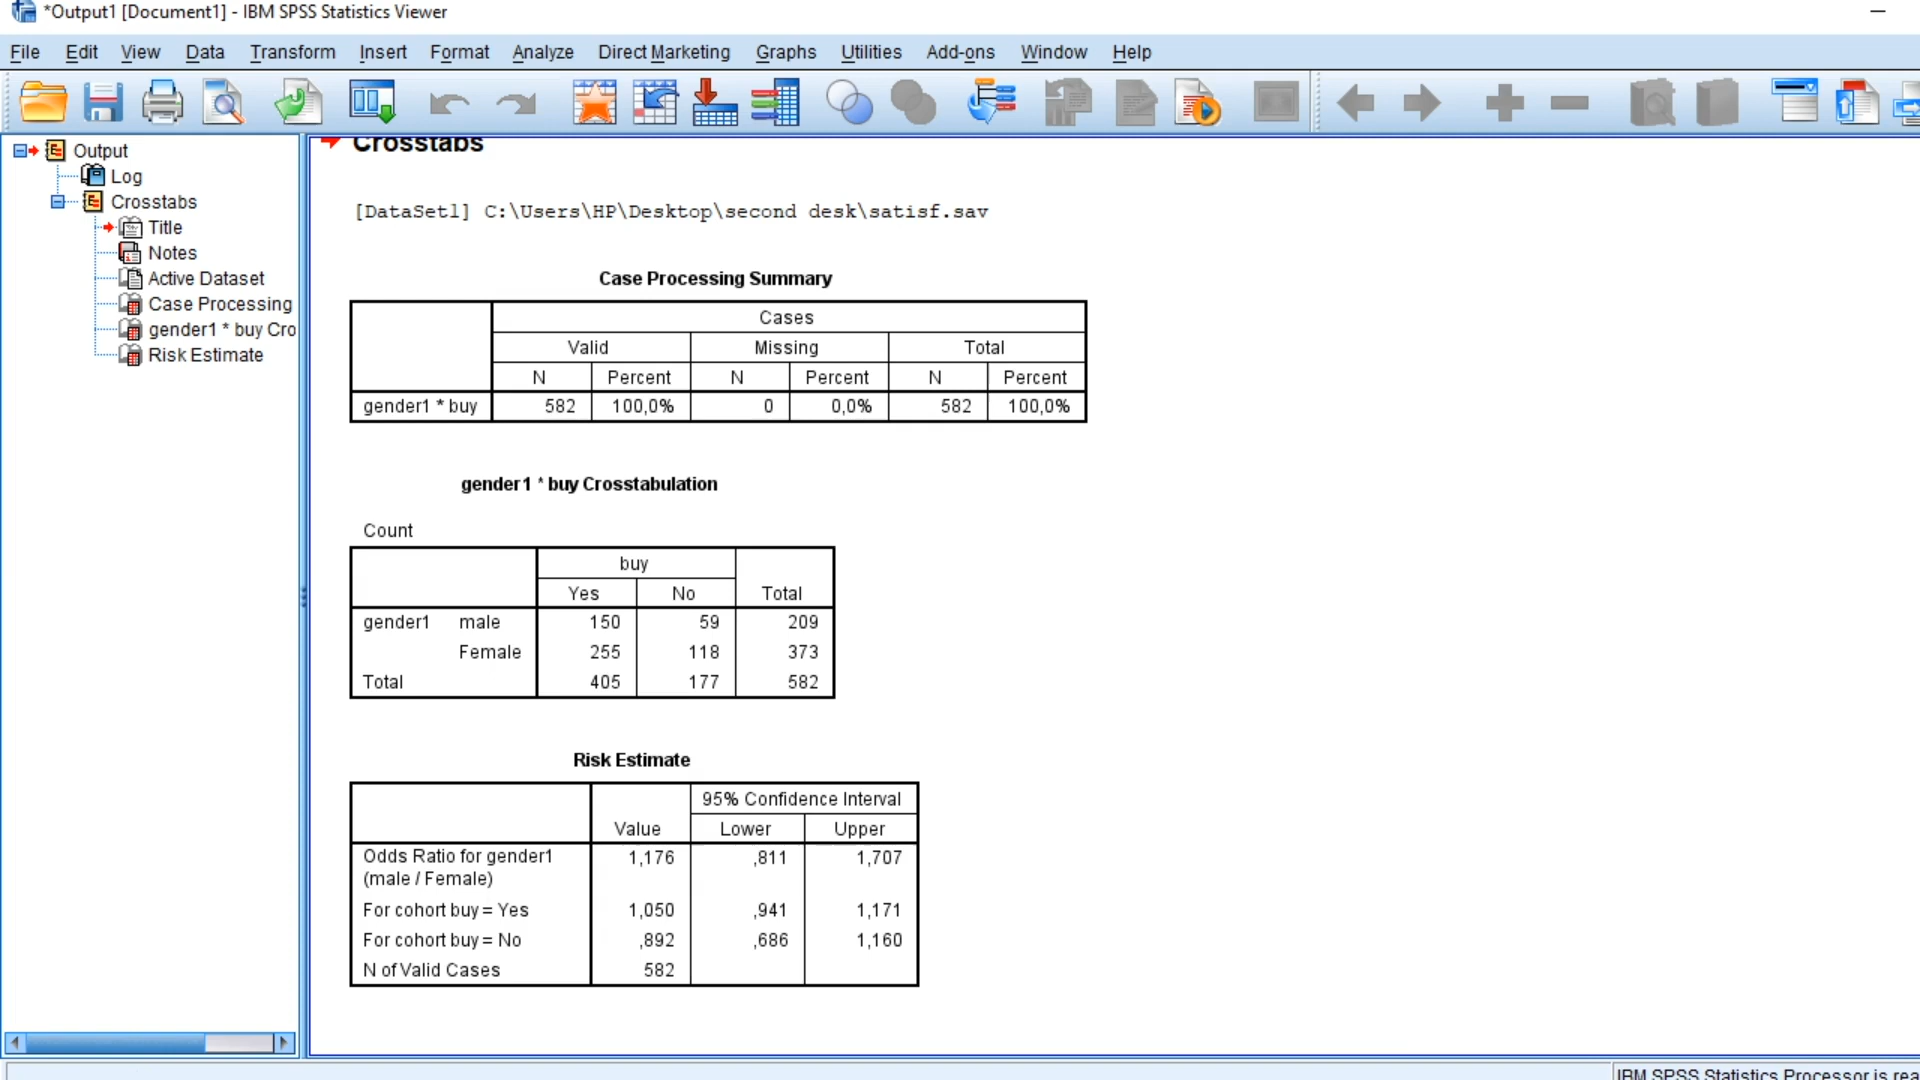 *Output1 [Document1] - IBM SPSS Statistics Viewer
File Edit View Data Transform Insert Format Analyze Direct Marketing Graphs Utilities Add-ons Window Help
Output
Log
Crosstabs
Title
Notes
Active Dataset
Case Processing
gender1 * buy Cro
Risk Estimate
Crosstabs
[DataSet1] C:\Users\HP\Desktop\second desk\satisf.sav
Case Processing Summary
Cases
Valid Missing Total
N Percent N Percent N Percent
gender1 * buy 582 100,0% 0 0,0% 582 100,0%
gender1 * buy Crosstabulation
Count
buy
Yes No Total
gender1 male 150 59 209
Female 255 118 373
Total 405 177 582
Risk Estimate
95% Confidence Interval
Value Lower Upper
Odds Ratio for gender1 1,176 ,811 1,707
(male / Female)
For cohort buy = Yes 1,050 ,941 1,171
For cohort buy = No ,892 ,686 1,160
N of Valid Cases 582
IBM SPSS Statistics Processor is rea